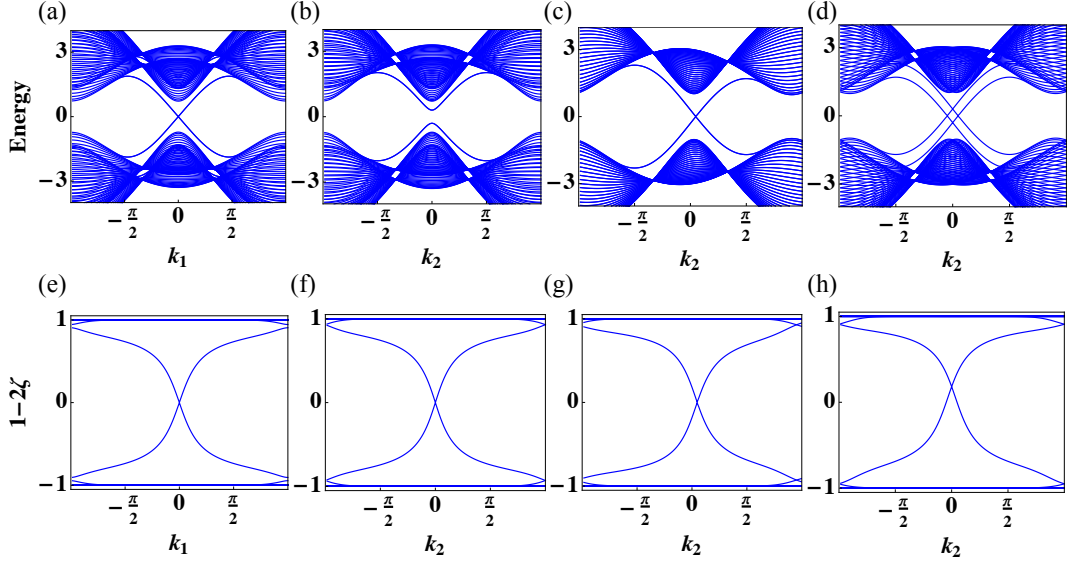 (a) (b) (c) (d)
Energy
3 3 3 3
0 0 0 0
−3 −3 −3 −3
−π/2 0 π/2 −π/2 0 π/2 −π/2 0 π/2 −π/2 0 π/2
k1 k2 k2 k2
(e) (f) (g) (h)
1−2ζ
1 1 1 1
0 0 0 0
−1 −1 −1 −1
−π/2 0 π/2 −π/2 0 π/2 −π/2 0 π/2 −π/2 0 π/2
k1 k2 k2 k2